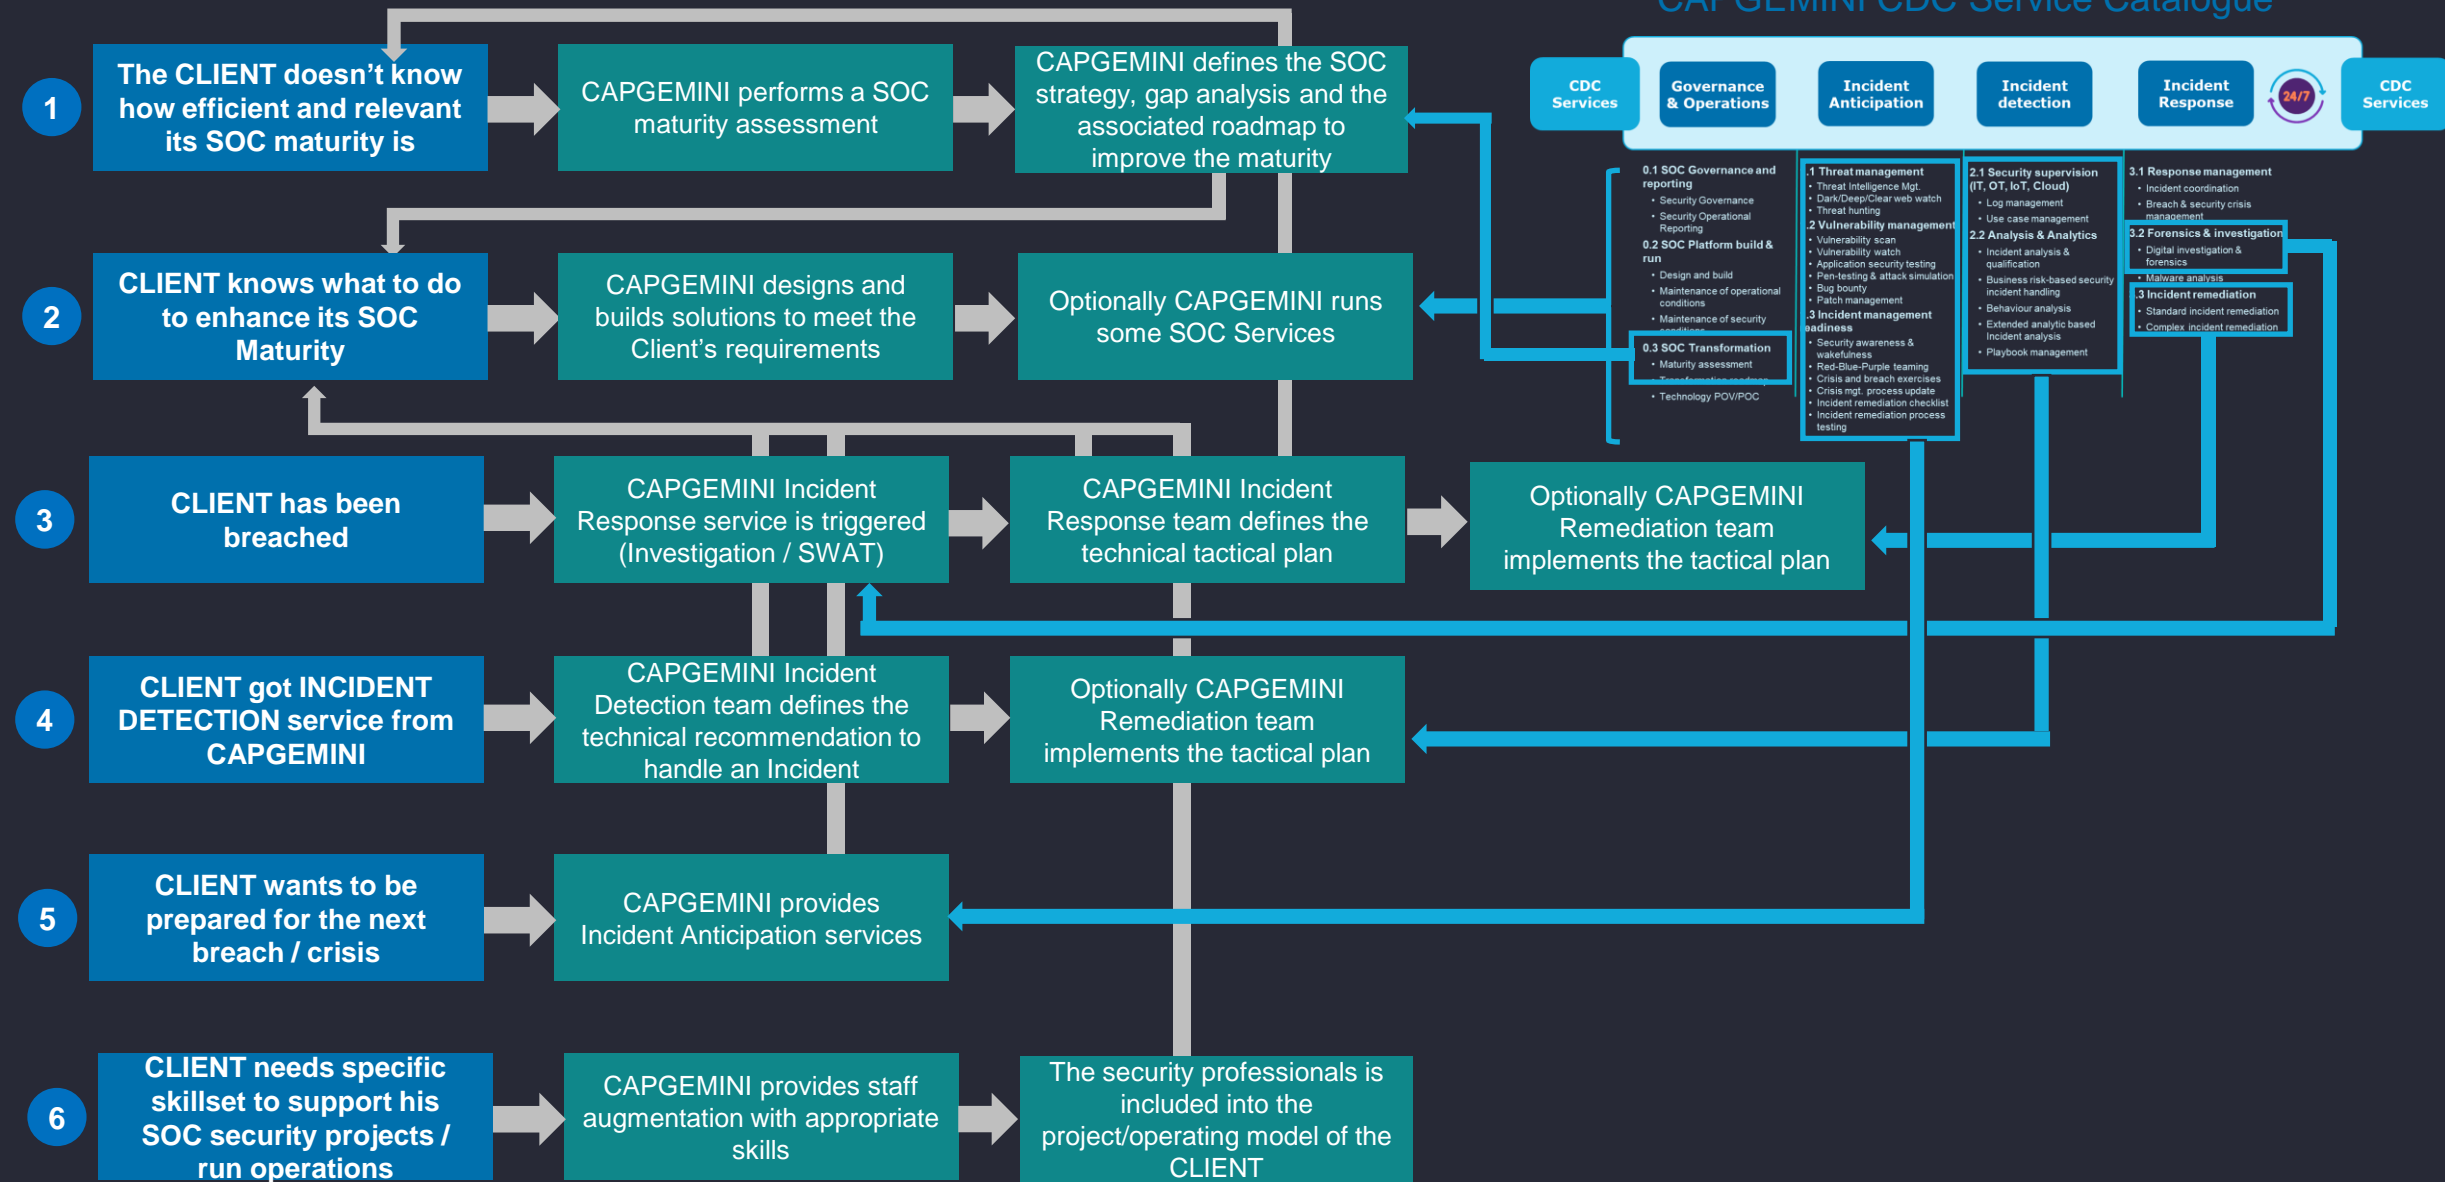 CAPGEMINI CDC Service Catalogue
1
The CLIENT doesn't know
how efficient and relevant
its SOC maturity is
CAPGEMINI performs a SOC
maturity assessment
CAPGEMINI defines the SOC
strategy, gap analysis and the
associated roadmap to
improve the maturity
2
CLIENT knows what to do
to enhance its SOC
Maturity
CAPGEMINI designs and
builds solutions to meet the
Client's requirements
Optionally CAPGEMINI runs
some SOC Services
3
CLIENT has been
breached
CAPGEMINI Incident
Response service is triggered
(Investigation / SWAT)
CAPGEMINI Incident
Response team defines the
technical tactical plan
Optionally CAPGEMINI
Remediation team
implements the tactical plan
4
CLIENT got INCIDENT
DETECTION service from
CAPGEMINI
CAPGEMINI Incident
Detection team defines the
technical recommendation to
handle an Incident
Optionally CAPGEMINI
Remediation team
implements the tactical plan
5
CLIENT wants to be
prepared for the next
breach / crisis
CAPGEMINI provides
Incident Anticipation services
6
CLIENT needs specific
skillset to support his
SOC security projects /
run operations
CAPGEMINI provides staff
augmentation with appropriate
skills
The security professionals is
included into the
project/operating model of the
CLIENT
CDC
Services
Governance
& Operations
Incident
Anticipation
Incident
detection
Incident
Response
24/7
CDC
Services
0.1 SOC Governance and
reporting
• Security Governance
• Security Operational
Reporting
0.2 SOC Platform build &
run
• Design and build
• Maintenance of operational
conditions
• Maintenance of security
conditions
0.3 SOC Transformation
• Maturity assessment
• Transformation roadmap
• Technology POV/POC
.1 Threat management
• Threat Intelligence Mgt.
• Dark/Deep/Clear web watch
• Threat hunting
.2 Vulnerability management
• Vulnerability scan
• Vulnerability watch
• Application security testing
• Pen-testing & attack simulation
• Bug bounty
• Patch management
.3 Incident management
eadiness
• Security awareness &
wakefulness
• Red-Blue-Purple teaming
• Crisis and breach exercises
• Crisis mgt. process update
• Incident remediation checklist
• Incident remediation process
testing
2.1 Security supervision
(IT, OT, IoT, Cloud)
• Log management
• Use case management
2.2 Analysis & Analytics
• Incident analysis &
qualification
• Business risk-based security
incident handling
• Behaviour analysis
• Extended analytic based
Incident analysis
• Playbook management
3.1 Response management
• Incident coordination
• Breach & security crisis
management
3.2 Forensics & investigation
• Digital investigation &
forensics
• Malware analysis
.3 Incident remediation
• Standard incident remediation
• Complex incident remediation